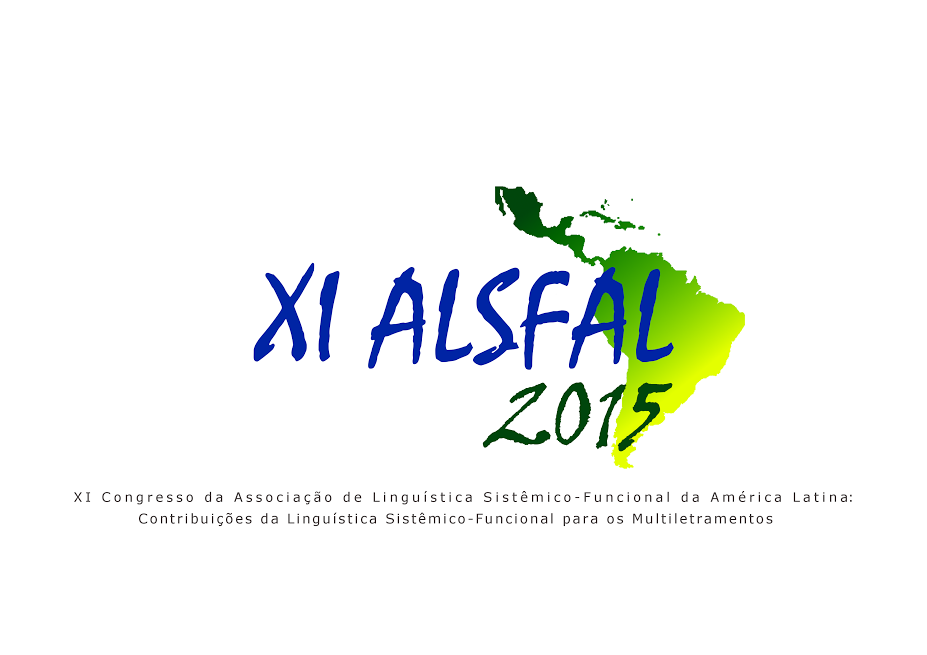 XI ALSFAL
2015
XI Congresso da Associação de Linguística Sistêmico-Funcional da América Latina:
Contribuições da Linguística Sistêmico-Funcional para os Multiletramentos